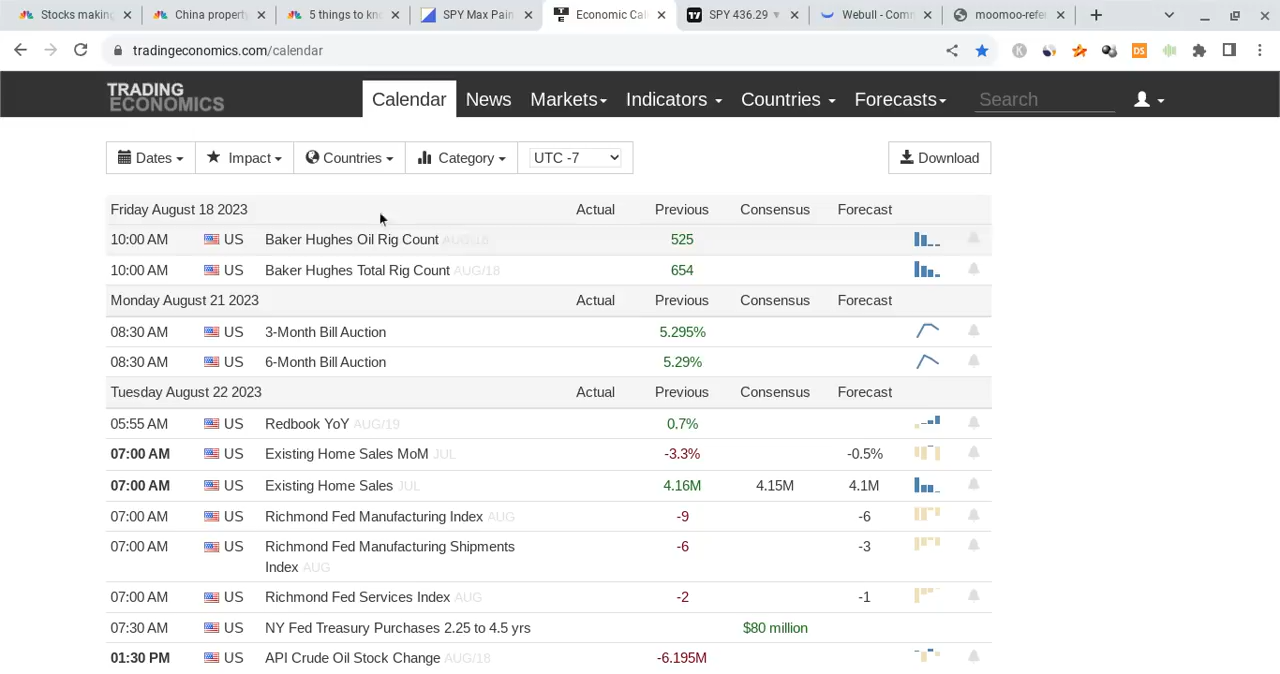 Stocks making
China propert
5 things to kno
SPY Max Pain
Economic Cal
SPY 436.29
Webull - Comm
moomoo-refe
tradingeconomics.com/calendar
TRADING ECONOMICS
Calendar News Markets Indicators Countries Forecasts Search
Dates Impact Countries Category UTC -7 Download
Friday August 18 2023 Actual Previous Consensus Forecast
10:00 AM US Baker Hughes Oil Rig Count AUG/18 525
10:00 AM US Baker Hughes Total Rig Count AUG/18 654
Monday August 21 2023 Actual Previous Consensus Forecast
08:30 AM US 3-Month Bill Auction 5.295%
08:30 AM US 6-Month Bill Auction 5.29%
Tuesday August 22 2023 Actual Previous Consensus Forecast
05:55 AM US Redbook YoY AUG/19 0.7%
07:00 AM US Existing Home Sales MoM JUL -3.3% -0.5%
07:00 AM US Existing Home Sales JUL 4.16M 4.15M 4.1M
07:00 AM US Richmond Fed Manufacturing Index AUG -9 -6
07:00 AM US Richmond Fed Manufacturing Shipments -6 -3
Index AUG
07:00 AM US Richmond Fed Services Index AUG -2 -1
07:30 AM US NY Fed Treasury Purchases 2.25 to 4.5 yrs $80 million
01:30 PM US API Crude Oil Stock Change AUG/18 -6.195M